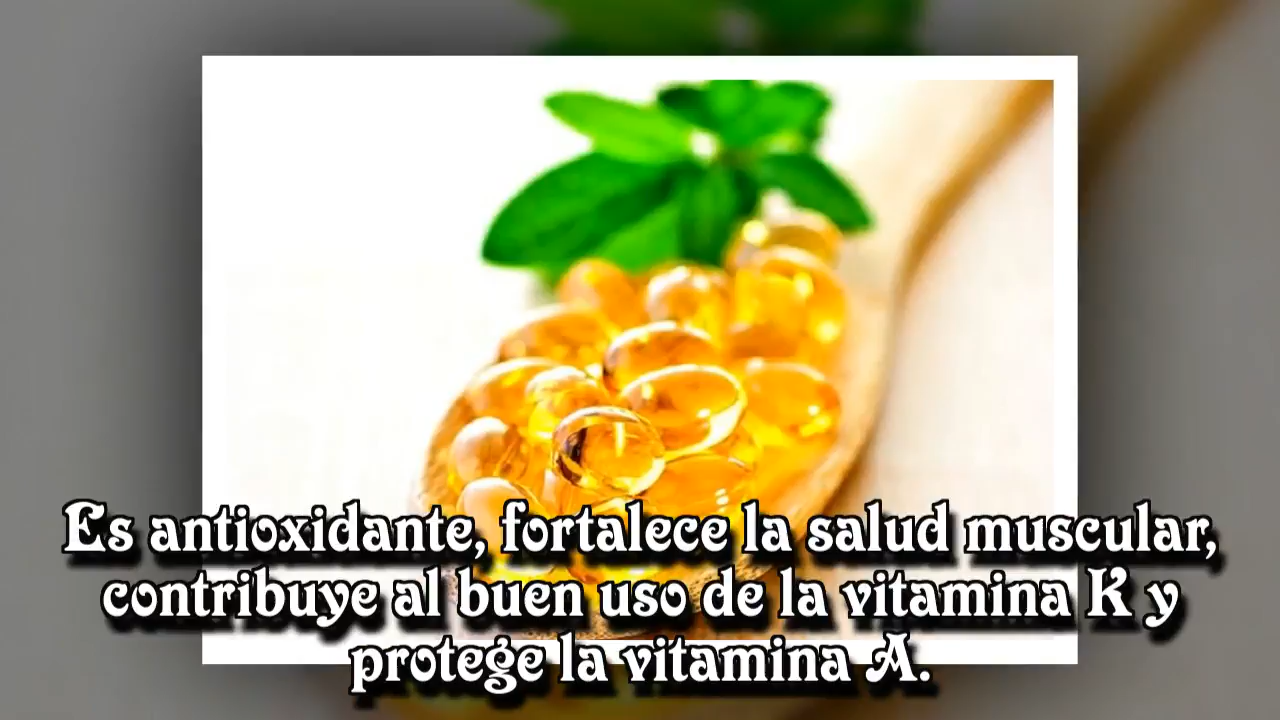 Es antioxidante, fortalece la salud muscular,
contribuye al buen uso de la vitamina K y
protege la vitamina A.